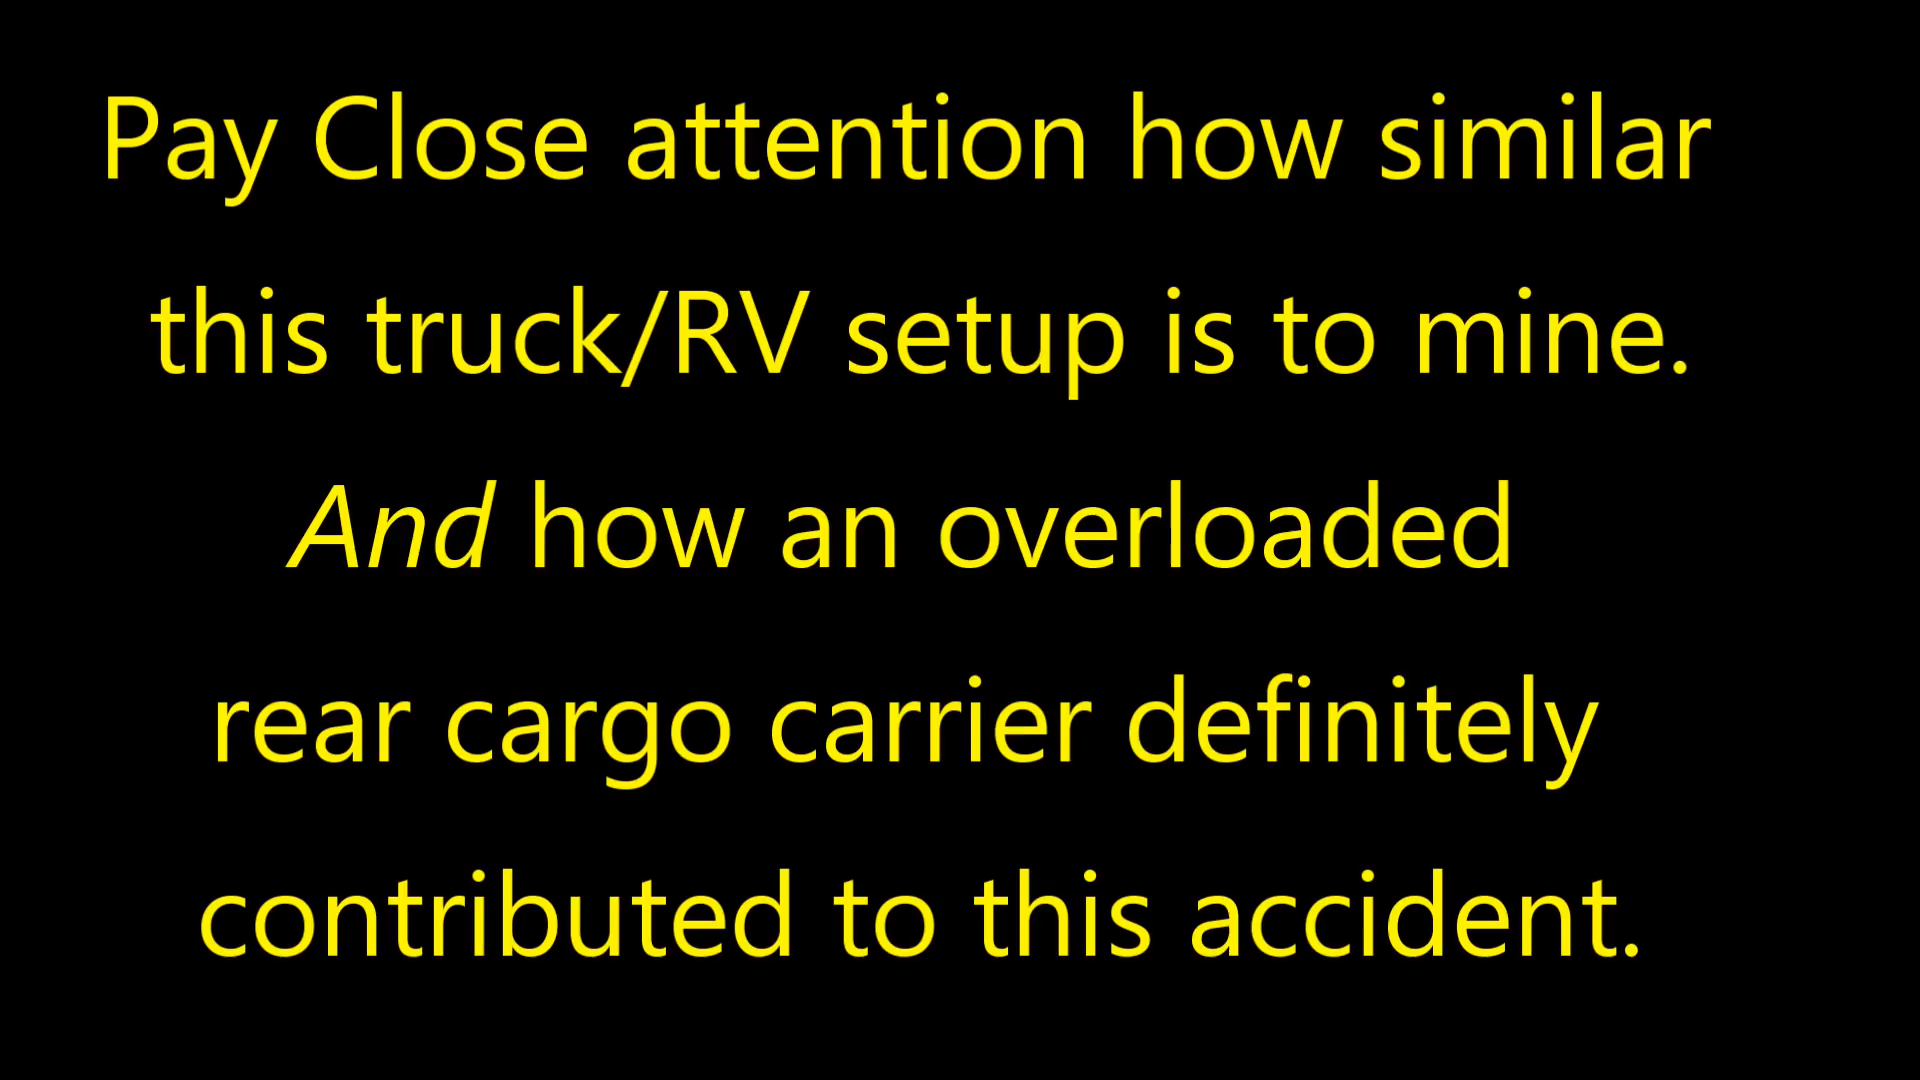 Pay Close attention how similar
this truck/RV setup is to mine.
And how an overloaded
rear cargo carrier definitely
contributed to this accident.